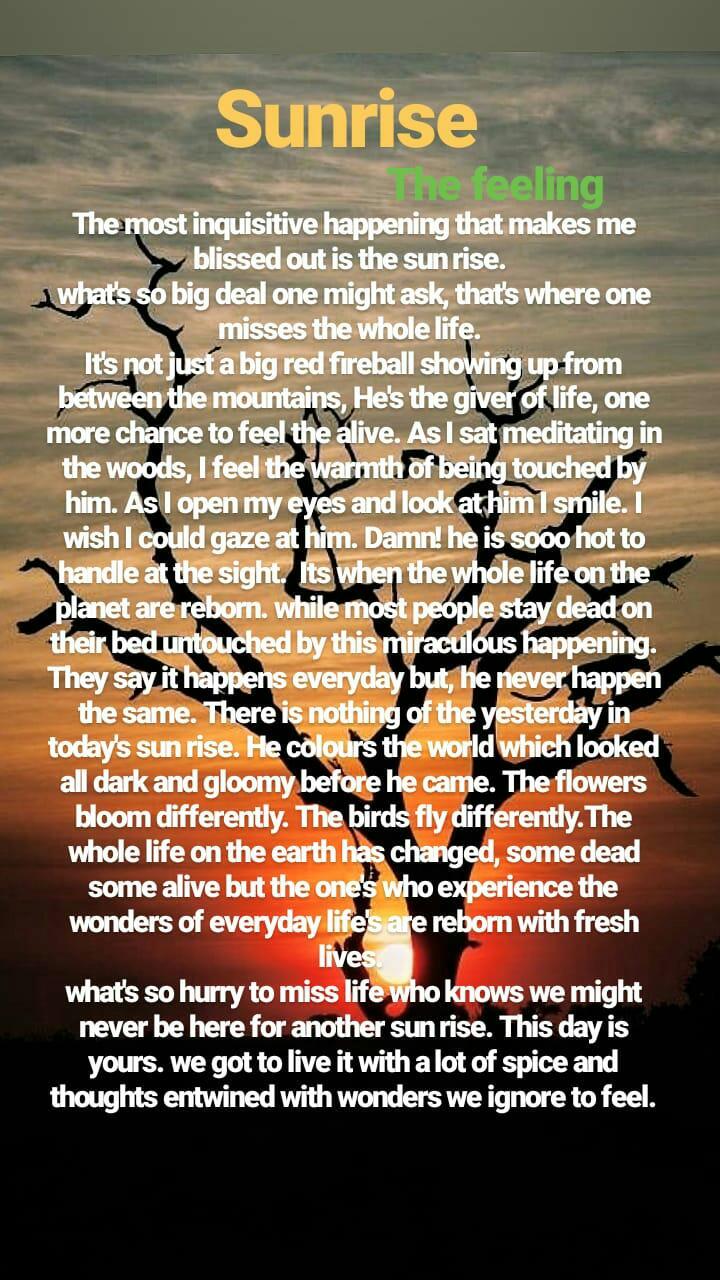 Sunrise
The feeling
The most inquisitive happening that makes me
blissed out is the sun rise.
what's so big deal one might ask, that's where one
misses the whole life.
It's not just a big red fireball showing up from
between the mountains, He's the giver of life, one
more chance to feel the alive. As I sat meditating in
the woods, I feel the warmth of being touched by
him. As I open my eyes and look at him I smile. I
wish I could gaze at him. Damn! he is sooo hot to
handle at the sight. Its when the whole life on the
planet are reborn. while most people stay dead on
their bed untouched by this miraculous happening.
They say it happens everyday but, he never happen
the same. There is nothing of the yesterday in
today's sun rise. He colours the world which looked
all dark and gloomy before he came. The flowers
bloom differently. The birds fly differently.The
whole life on the earth has changed, some dead
some alive but the one's who experience the
wonders of everyday life's are reborn with fresh
lives.
what's so hurry to miss life who knows we might
never be here for another sun rise. This day is
yours. we got to live it with a lot of spice and
thoughts entwined with wonders we ignore to feel.